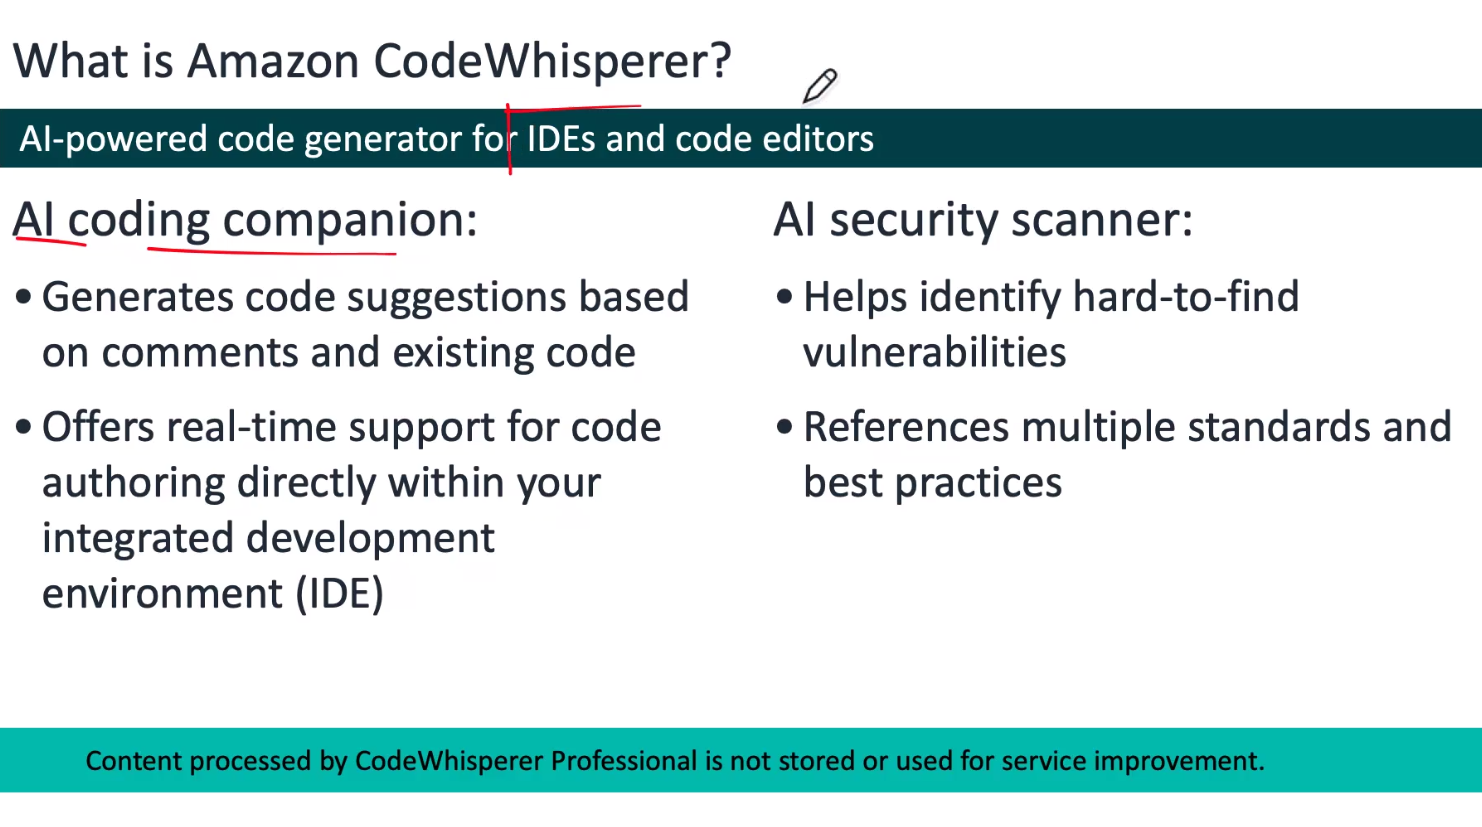 What is Amazon CodeWhisperer?
AI-powered code generator for IDEs and code editors
AI coding companion:
• Generates code suggestions based
on comments and existing code
• Offers real-time support for code
authoring directly within your
integrated development
environment (IDE)
AI security scanner:
• Helps identify hard-to-find
vulnerabilities
• References multiple standards and
best practices
Content processed by CodeWhisperer Professional is not stored or used for service improvement.